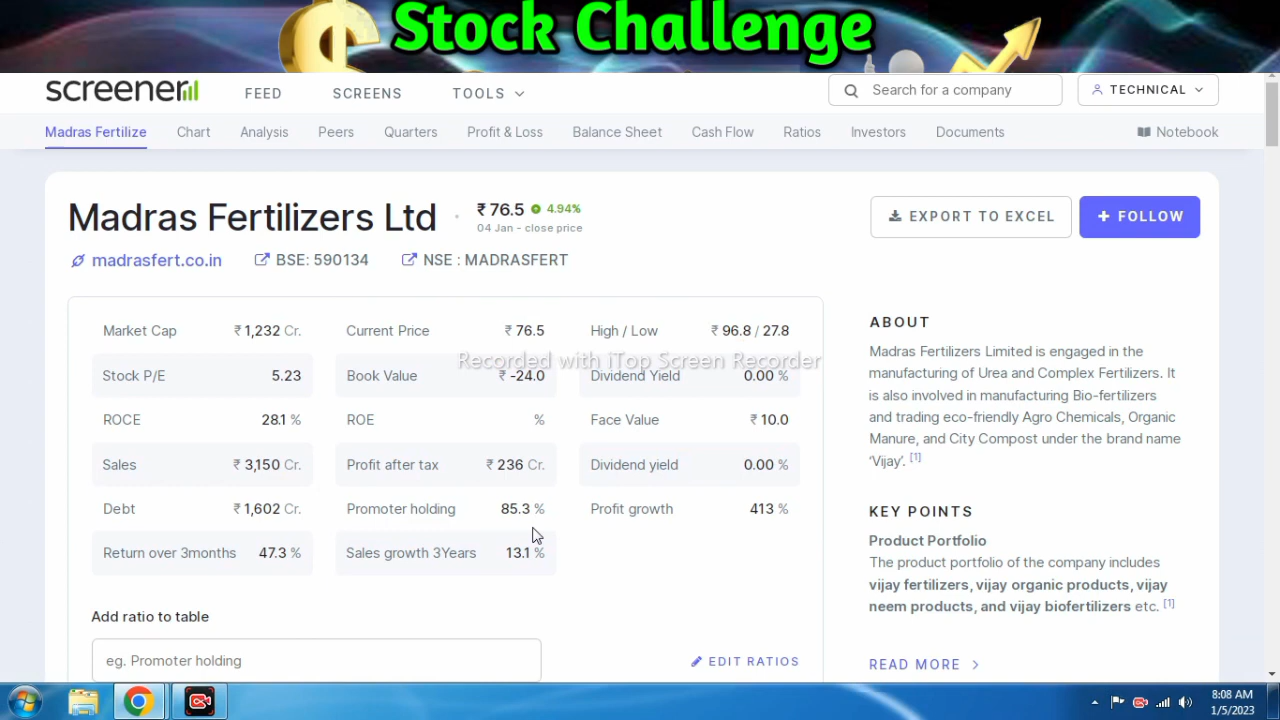 Stock Challenge
screener
FEED SCREENS TOOLS
Search for a company
TECHNICAL
Madras Fertilize Chart Analysis Peers Quarters Profit & Loss Balance Sheet Cash Flow Ratios Investors Documents Notebook
Madras Fertilizers Ltd
₹ 76.5 4.94%
04 Jan - close price
EXPORT TO EXCEL
+ FOLLOW
madrasfert.co.in BSE: 590134 NSE : MADRASFERT
Market Cap ₹ 1,232 Cr. Current Price ₹ 76.5 High / Low ₹ 96.8 / 27.8
Recorded with iTop Screen Recorder
Stock P/E 5.23 Book Value ₹ -24.0 Dividend Yield 0.00 %
ROCE 28.1 % ROE % Face Value ₹ 10.0
Sales ₹ 3,150 Cr. Profit after tax ₹ 236 Cr. Dividend yield 0.00 %
Debt ₹ 1,602 Cr. Promoter holding 85.3 % Profit growth 413 %
Return over 3months 47.3 % Sales growth 3Years 13.1 %
Add ratio to table
eg. Promoter holding
EDIT RATIOS
ABOUT
Madras Fertilizers Limited is engaged in the
manufacturing of Urea and Complex Fertilizers. It
is also involved in manufacturing Bio-fertilizers
and trading eco-friendly Agro Chemicals, Organic
Manure, and City Compost under the brand name
‘Vijay’. [1]
KEY POINTS
Product Portfolio
The product portfolio of the company includes
vijay fertilizers, vijay organic products, vijay
neem products, and vijay biofertilizers etc. [1]
READ MORE
8:08 AM
1/5/2023